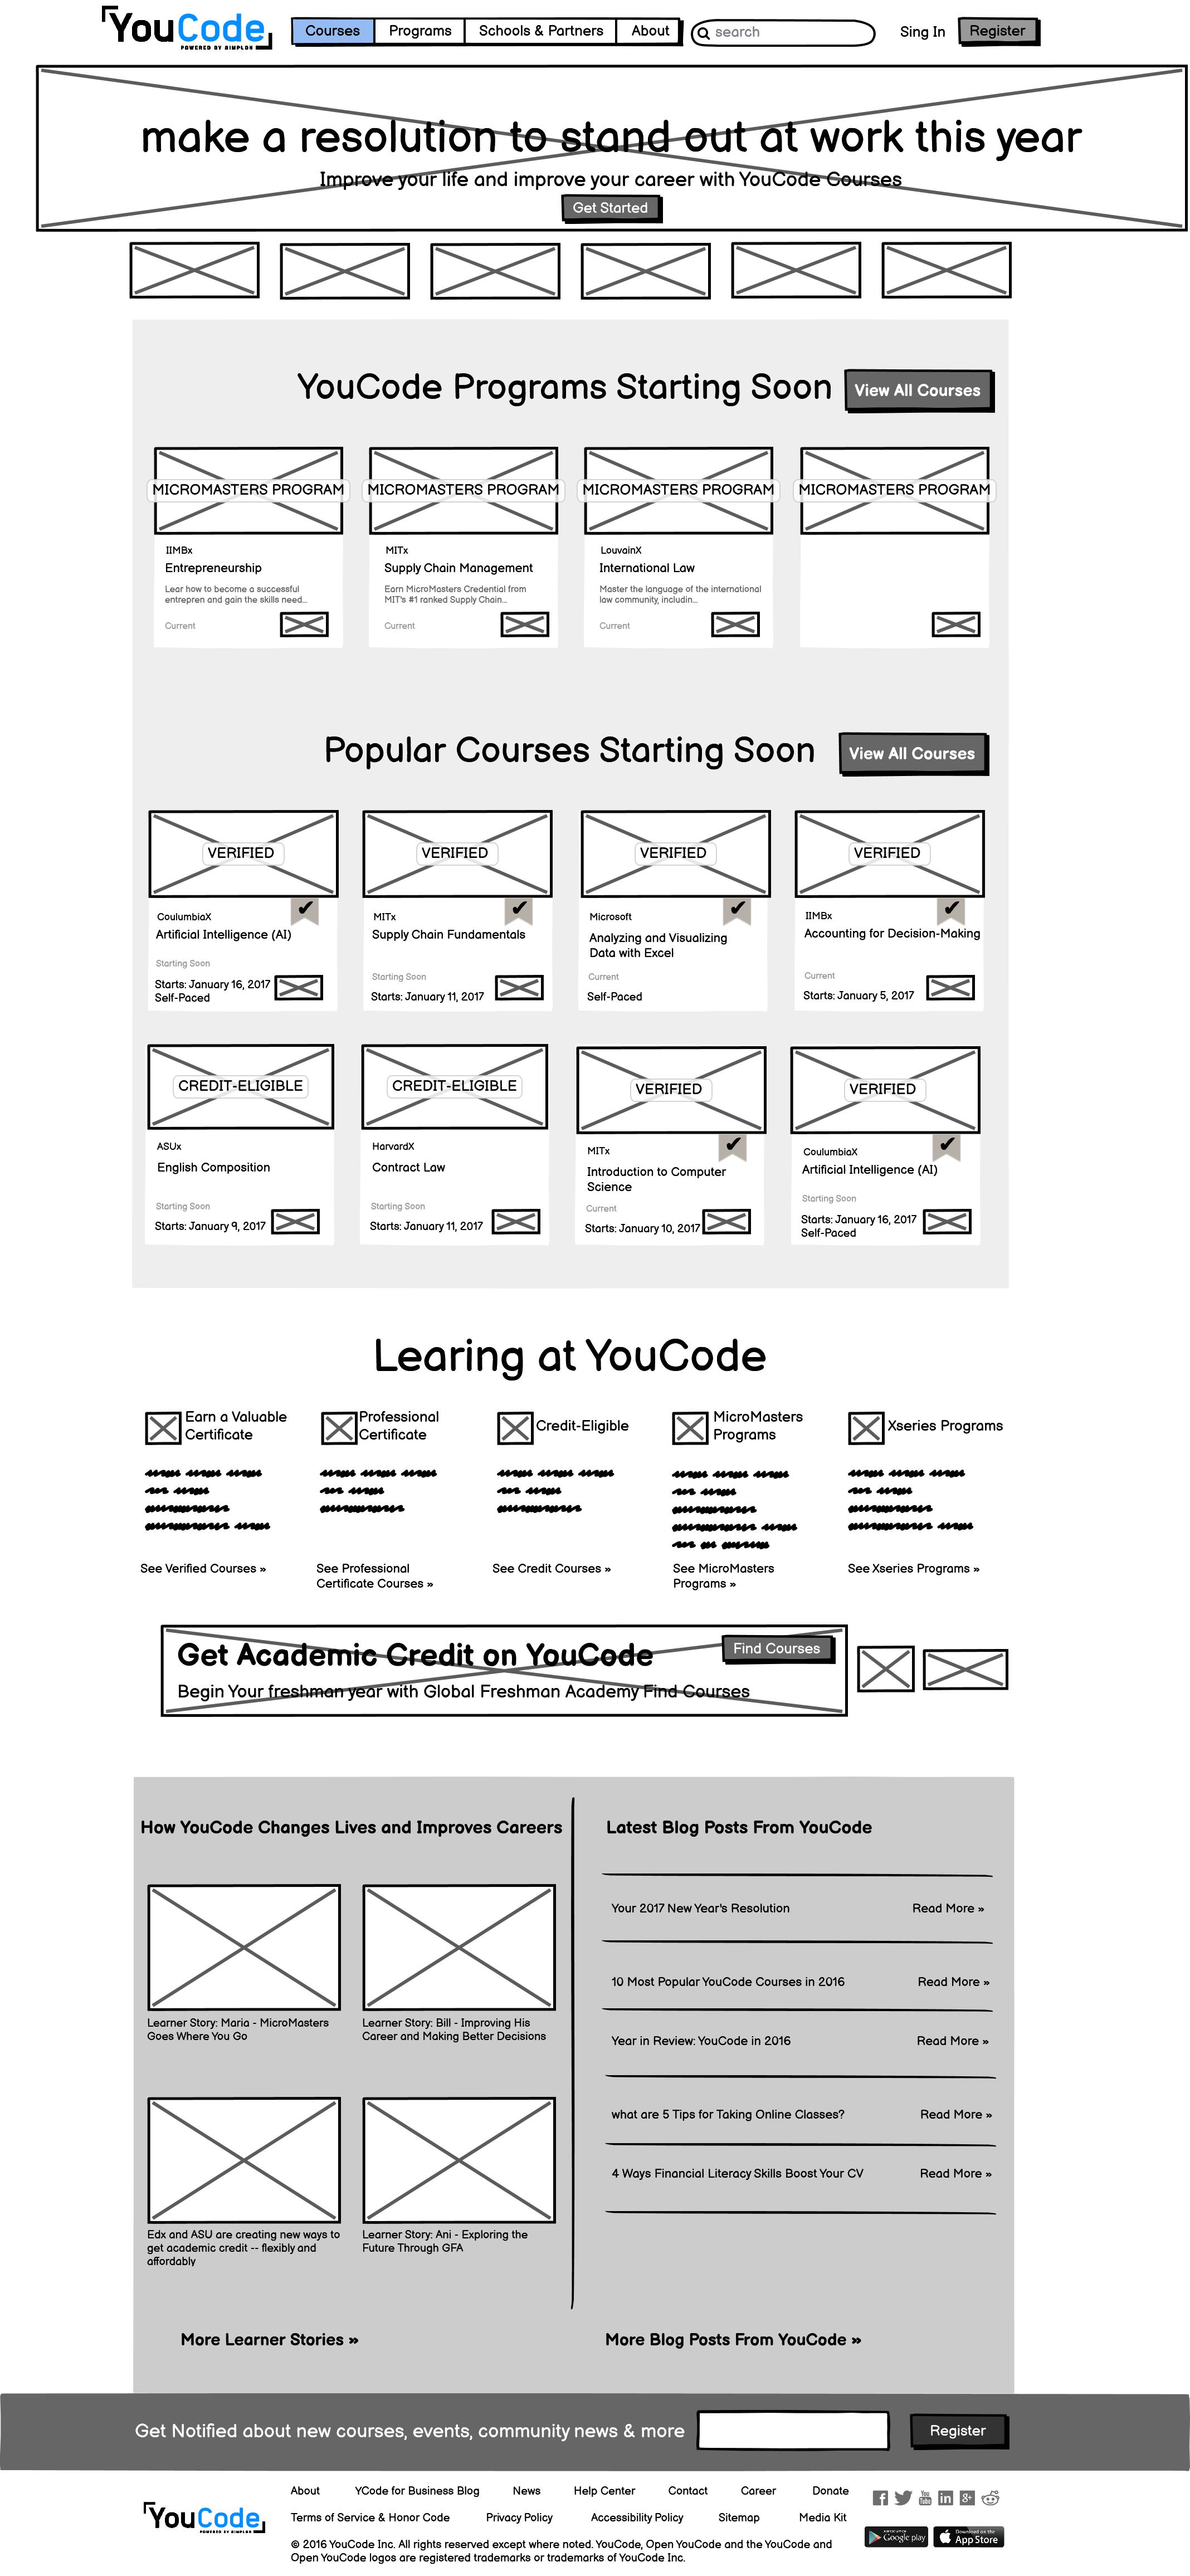 YouCode
POWERED BY SIMPLON
Courses Programs Schools & Partners About search Sing In Register
make a resolution to stand out at work this year
Improve your life and improve your career with YouCode Courses
Get Started
YouCode Programs Starting Soon View All Courses
MICROMASTERS PROGRAM MICROMASTERS PROGRAM MICROMASTERS PROGRAM MICROMASTERS PROGRAM
IIMBx
Entrepreneurship
Lear how to become a successful
entrepren and gain the skills need...
Current
MITx
Supply Chain Management
Earn MicroMasters Credential from
MIT's #1 ranked Supply Chain...
Current
LouvainX
International Law
Master the language of the international
law community, includin...
Current
Popular Courses Starting Soon View All Courses
VERIFIED
CoulumbiaX
Artificial Intelligence (AI)
Starting Soon
Starts: January 16, 2017
Self-Paced
VERIFIED
MITx
Supply Chain Fundamentals
Starting Soon
Starts: January 11, 2017
VERIFIED
Microsoft
Analyzing and Visualizing
Data with Excel
Current
Self-Paced
VERIFIED
IIMBx
Accounting for Decision-Making
Current
Starts: January 5, 2017
CREDIT-ELIGIBLE
ASUx
English Composition
Starting Soon
Starts: January 9, 2017
CREDIT-ELIGIBLE
HarvardX
Contract Law
Starting Soon
Starts: January 11, 2017
VERIFIED
MITx
Introduction to Computer
Science
Current
Starts: January 10, 2017
VERIFIED
CoulumbiaX
Artificial Intelligence (AI)
Starting Soon
Starts: January 16, 2017
Self-Paced
Learing at YouCode
Earn a Valuable
Certificate
See Verified Courses »
Professional
Certificate
See Professional
Certificate Courses »
Credit-Eligible
See Credit Courses »
MicroMasters
Programs
See MicroMasters
Programs »
Xseries Programs
See Xseries Programs »
Get Academic Credit on YouCode Find Courses
Begin Your freshman year with Global Freshman Academy Find Courses
How YouCode Changes Lives and Improves Careers
Learner Story: Maria - MicroMasters
Goes Where You Go
Learner Story: Bill - Improving His
Career and Making Better Decisions
Edx and ASU are creating new ways to
get academic credit -- flexibly and
affordably
Learner Story: Ani - Exploring the
Future Through GFA
More Learner Stories »
Latest Blog Posts From YouCode
Your 2017 New Year's Resolution Read More »
10 Most Popular YouCode Courses in 2016 Read More »
Year in Review: YouCode in 2016 Read More »
what are 5 Tips for Taking Online Classes? Read More »
4 Ways Financial Literacy Skills Boost Your CV Read More »
More Blog Posts From YouCode »
Get Notified about new courses, events, community news & more Register
YouCode
POWERED BY SIMPLON
About YCode for Business Blog News Help Center Contact Career Donate
Terms of Service & Honor Code Privacy Policy Accessibility Policy Sitemap Media Kit
© 2016 YouCode Inc. All rights reserved except where noted. YouCode, Open YouCode and the YouCode and
Open YouCode logos are registered trademarks or trademarks of YouCode Inc.
Google play
Download on the
App Store